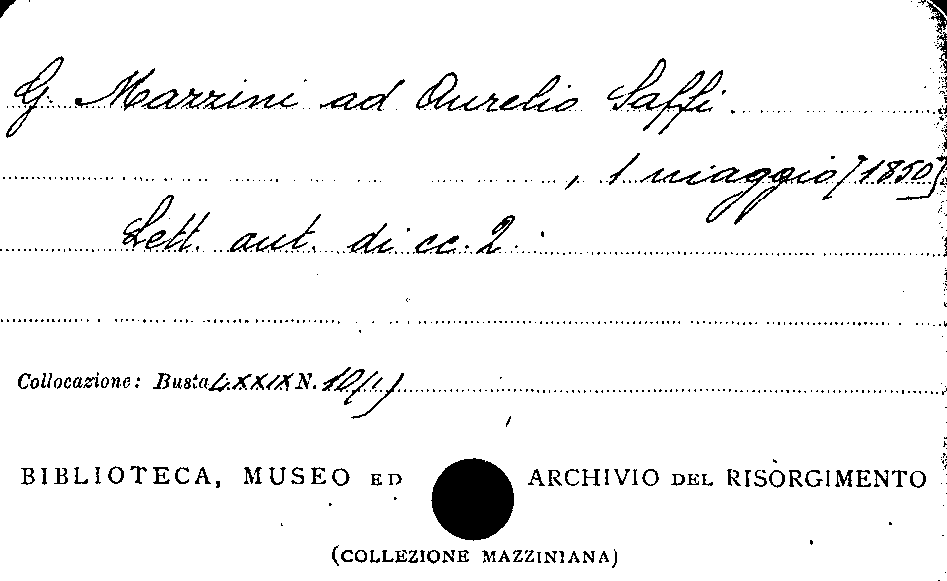 G. Mazzini ad Aurelio Saffi.
, 1 maggio [1850]
Lett. aut. di cc. 2.
Collocazione: Busta LXXIX N. 10(1)
BIBLIOTECA, MUSEO ED ARCHIVIO DEL RISORGIMENTO
(COLLEZIONE MAZZINIANA)